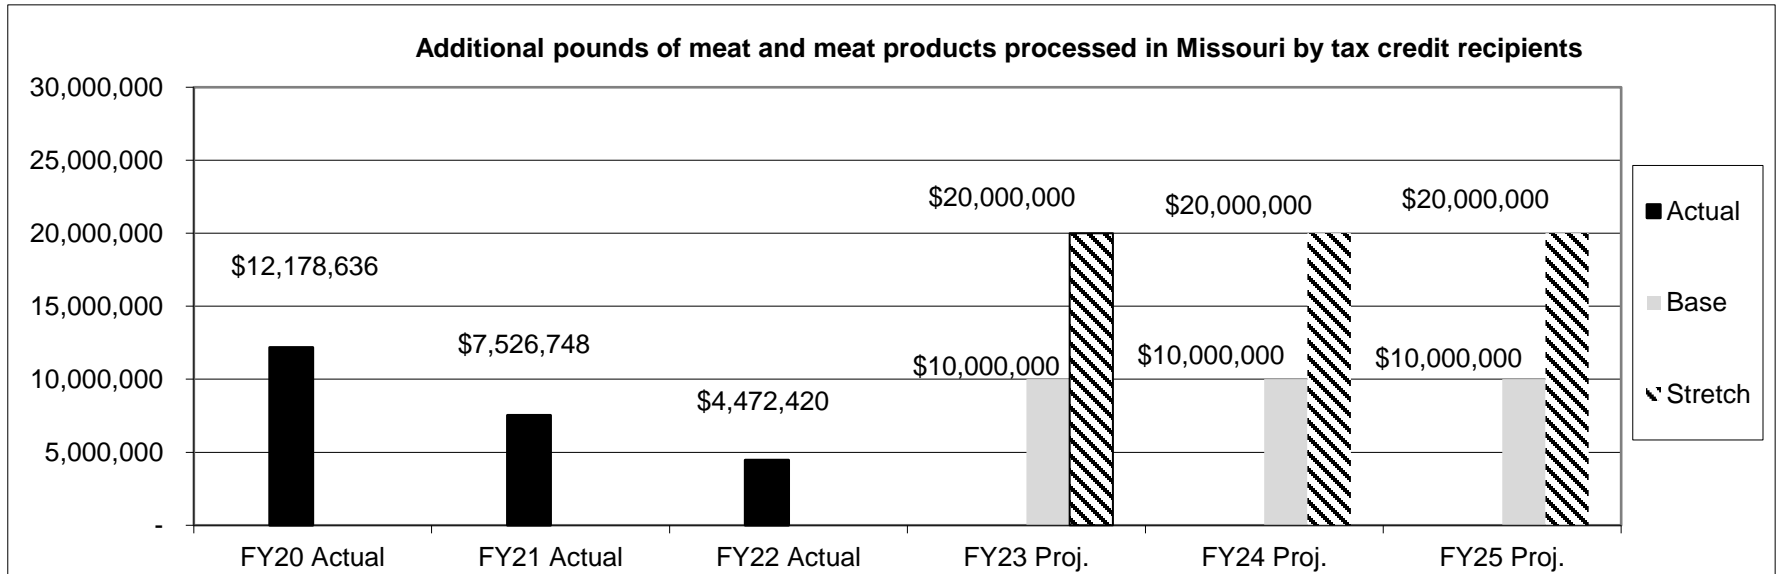 Additional pounds of meat and meat products processed in Missouri by tax credit recipients
30,000,000
25,000,000
20,000,000
15,000,000
10,000,000
5,000,000
-
$12,178,636
$7,526,748
$4,472,420
$10,000,000
$20,000,000
$10,000,000
$20,000,000
$10,000,000
$20,000,000
FY20 Actual
FY21 Actual
FY22 Actual
FY23 Proj.
FY24 Proj.
FY25 Proj.
Actual
Base
Stretch